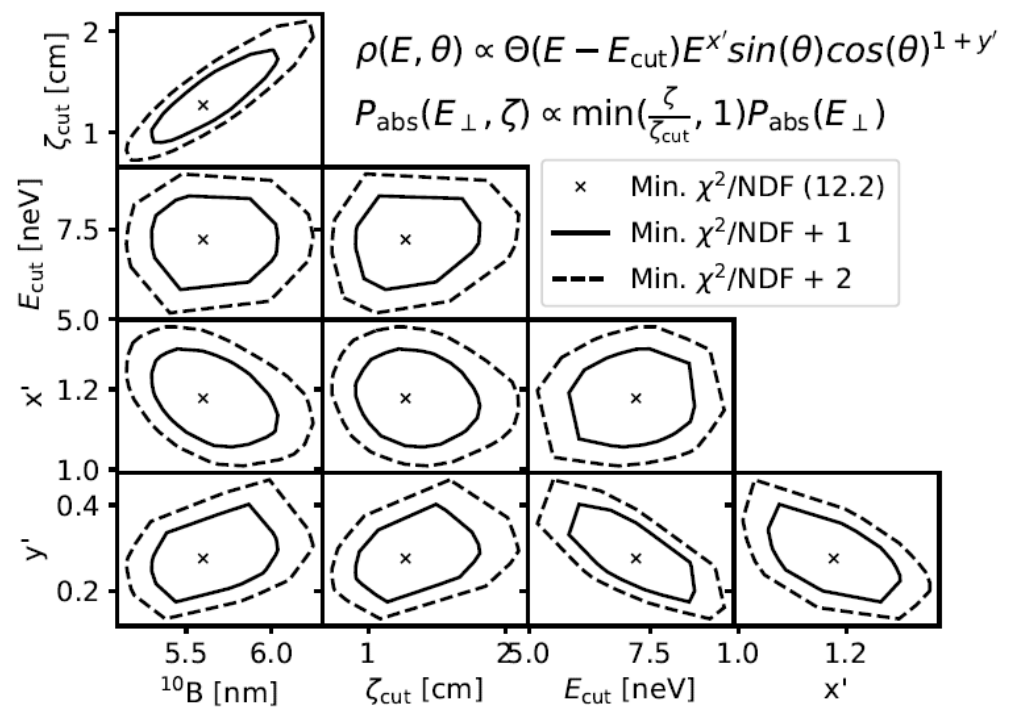 ρ(E, θ) ∝ Θ(E − E_cut)E^x' sin(θ)cos(θ)^1 + y'
P_abs(E_⊥, ζ) ∝ min(ζ/ζ_cut, 1)P_abs(E_⊥)
ζ_cut [cm]
2
1
× Min. χ²/NDF (12.2)
Min. χ²/NDF + 1
Min. χ²/NDF + 2
E_cut [neV]
7.5
5.0
x'
1.2
1.0
y'
0.4
0.2
5.5 6.0 1 2 5.0 7.5 1.0 1.2
¹⁰B [nm] ζ_cut [cm] E_cut [neV] x'